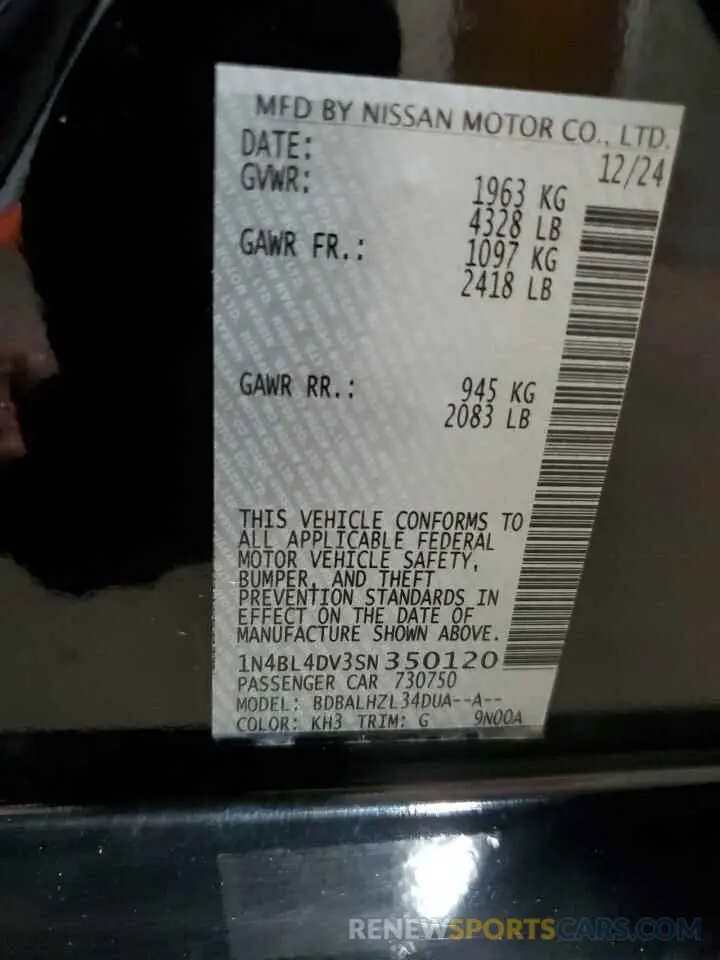 MFD BY NISSAN MOTOR CO., LTD.
DATE: 12/24
GVWR: 1963 KG
4328 LB
GAWR FR.: 1097 KG
2418 LB
GAWR RR.: 945 KG
2083 LB
THIS VEHICLE CONFORMS TO
ALL APPLICABLE FEDERAL
MOTOR VEHICLE SAFETY,
BUMPER, AND THEFT
PREVENTION STANDARDS IN
EFFECT ON THE DATE OF
MANUFACTURE SHOWN ABOVE.
1N4BL4DV3SN350120
PASSENGER CAR 730750
MODEL: BDBALHZL34DUA--A--
COLOR: KH3 TRIM: G 9N00A
RENEWSPORTSCARS.COM